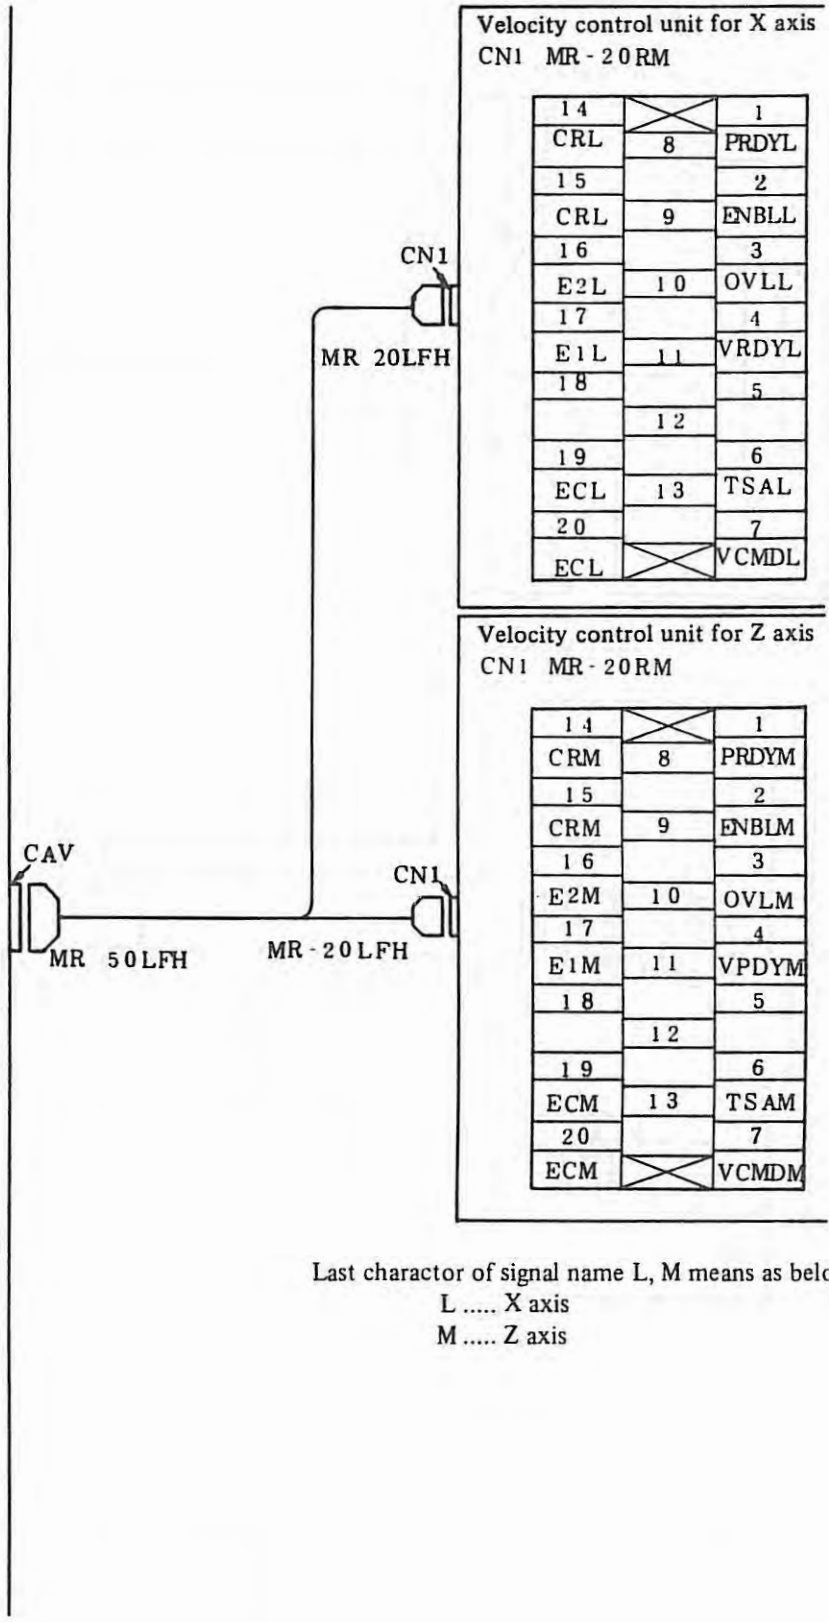 Velocity control unit for X axis
CN1 MR-20RM
14 1
CRL 8 PRDYL
15 2
CRL 9 ENBLL
16 3
E2L 10 OVLL
17 4
E1L 11 VRDYL
18 5
12
19 6
ECL 13 TSAL
20 7
ECL VCMDL
CN1
MR 20LFH
Velocity control unit for Z axis
CN1 MR-20RM
14 1
CRM 8 PRDYM
15 2
CRM 9 ENBLM
16 3
E2M 10 OVLM
17 4
E1M 11 VPDYM
18 5
12
19 6
ECM 13 TSAM
20 7
ECM VCMDM
CAV
CN1
MR 50LFH
MR-20LFH
Last charactor of signal name L, M means as belo
L ..... X axis
M ..... Z axis